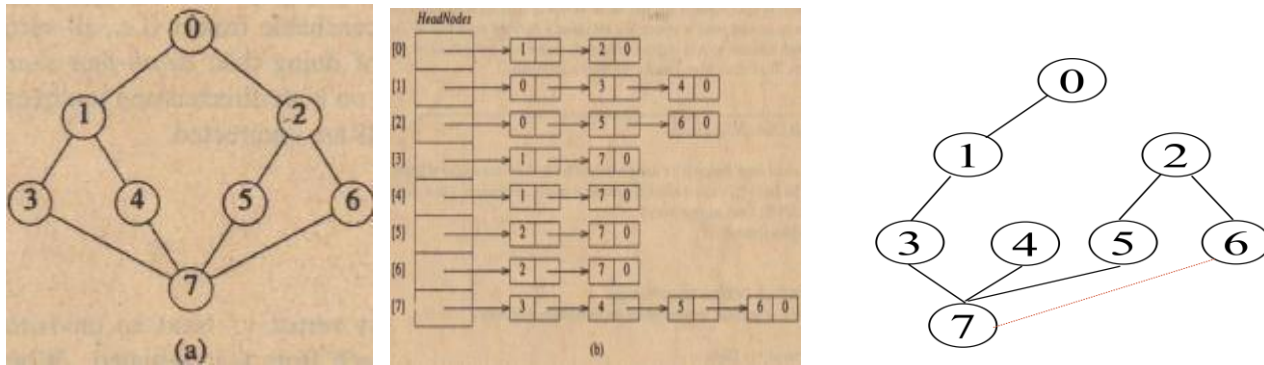 0
1 2
3 4 5 6
7
(a)
HeadNodes
[0] 1 2 0
[1] 0 3 4 0
[2] 0 5 6 0
[3] 1 7 0
[4] 1 7 0
[5] 2 7 0
[6] 2 7 0
[7] 3 4 5 6 0
(b)
0
1 2
3 4 5 6
7